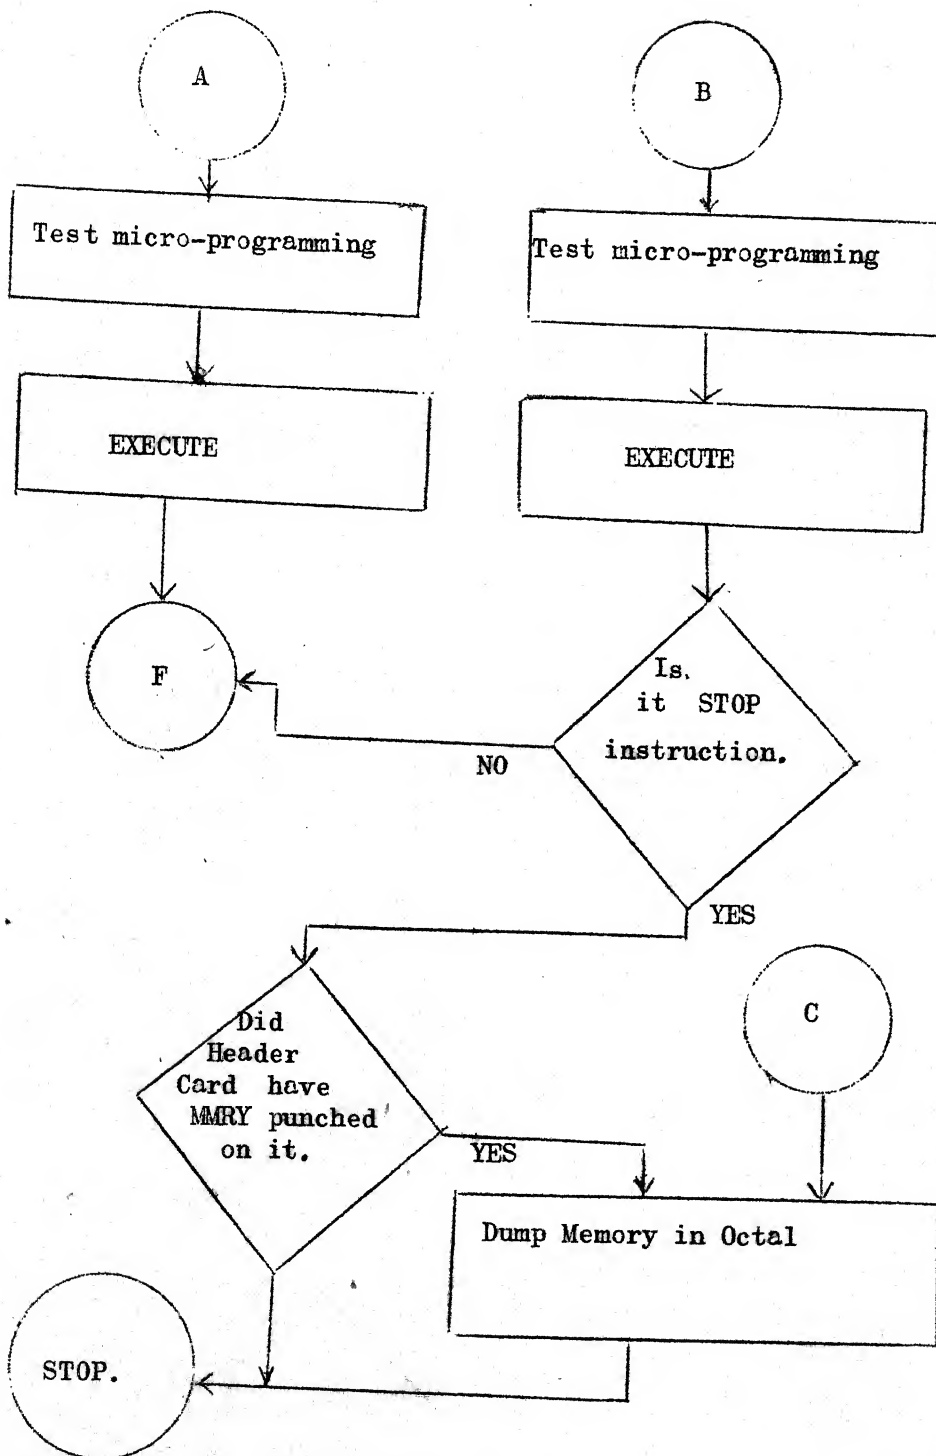 A
B
Test micro-programming
Test micro-programming
EXECUTE
EXECUTE
F
Is.
it STOP
instruction.
NO
YES
C
Did
Header
Card have
MMRY punched
on it.
YES
Dump Memory in Octal
STOP.